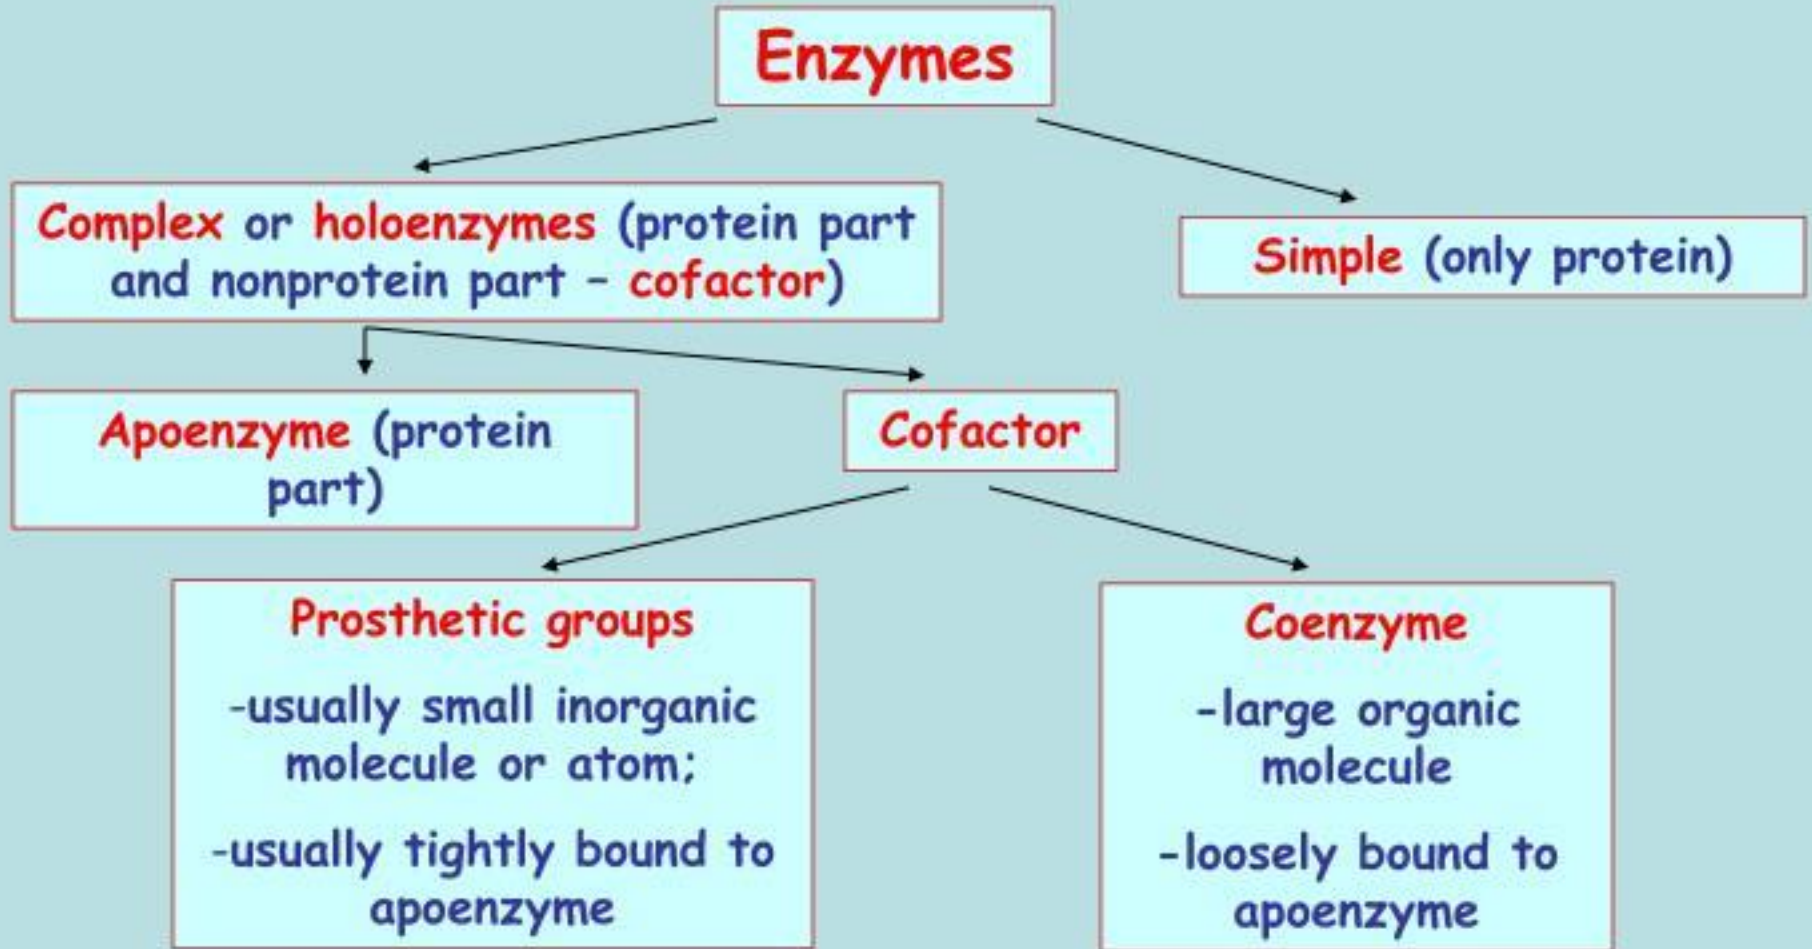 Enzymes
Complex or holoenzymes (protein part
and nonprotein part – cofactor)
Simple (only protein)
Apoenzyme (protein
part)
Cofactor
Prosthetic groups
-usually small inorganic
molecule or atom;
-usually tightly bound to
apoenzyme
Coenzyme
-large organic
molecule
-loosely bound to
apoenzyme